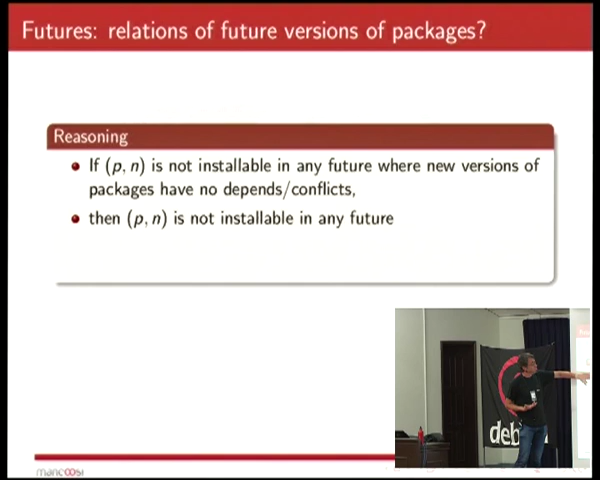 Futures: relations of future versions of packages?
Reasoning
If (p, n) is not installable in any future where new versions of
packages have no depends/conflicts,
then (p, n) is not installable in any future
mancoosi